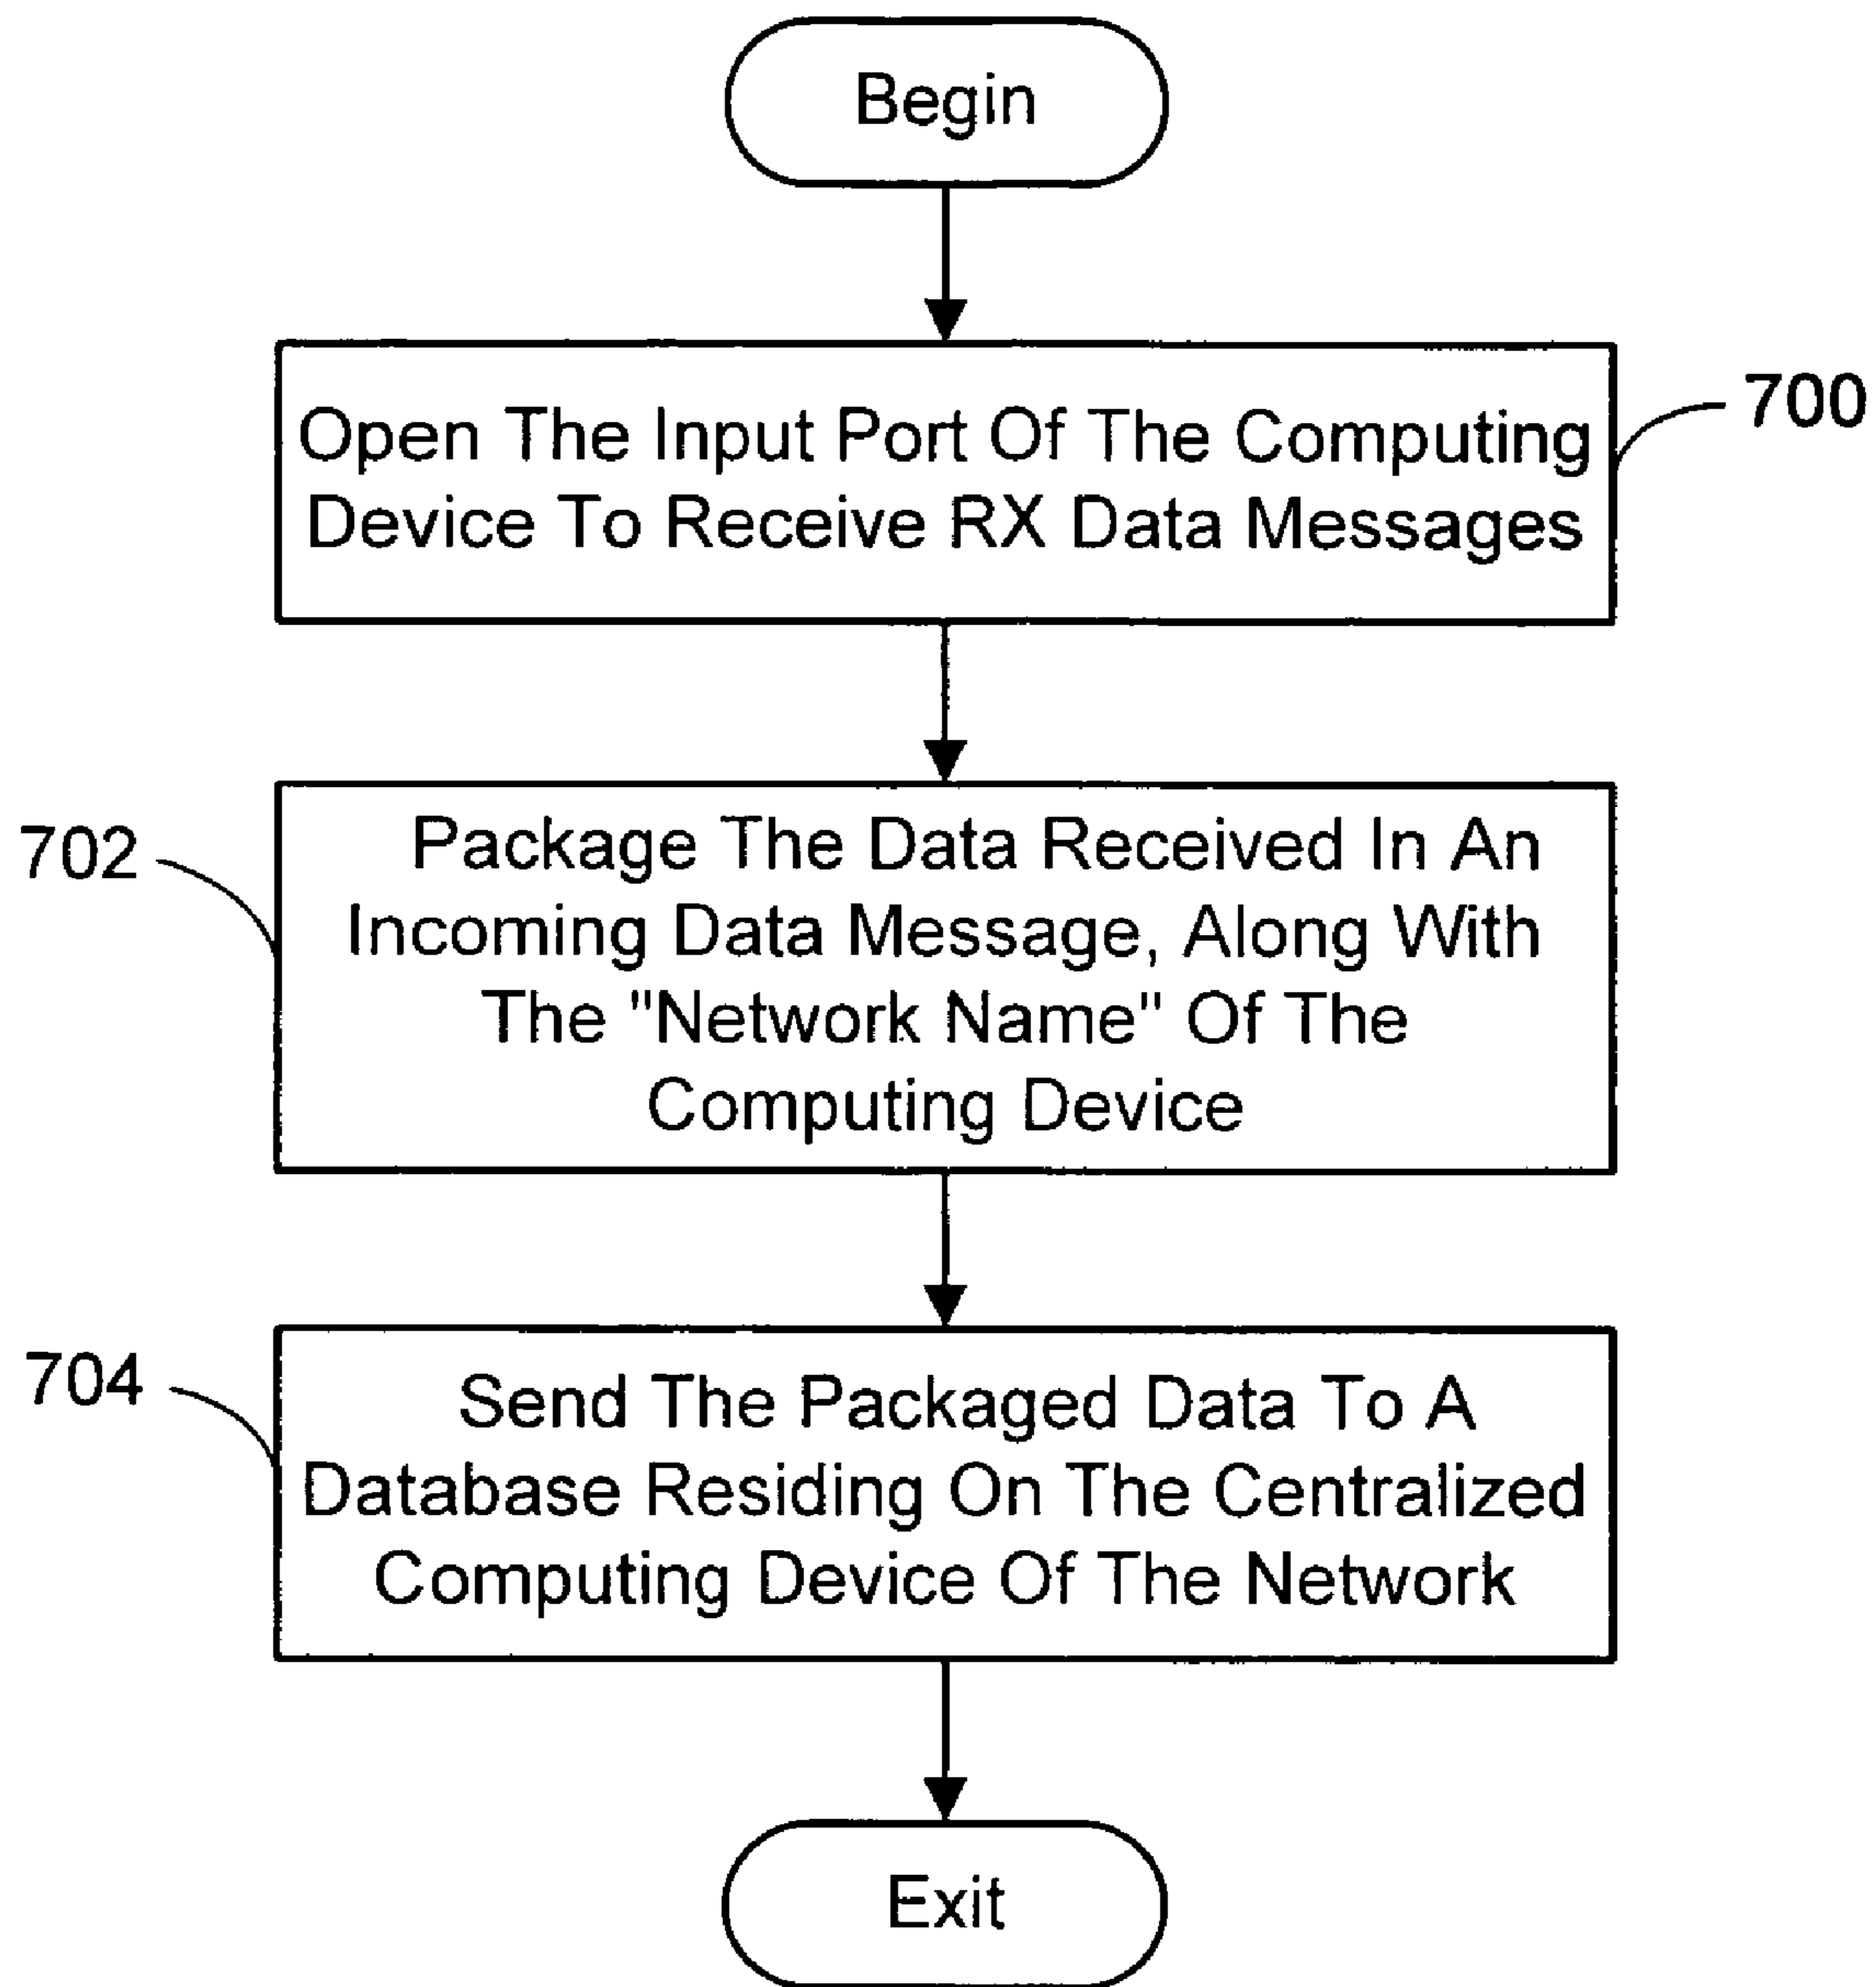 Begin
Open The Input Port Of The Computing
Device To Receive RX Data Messages
700
702
Package The Data Received In An
Incoming Data Message, Along With
The "Network Name" Of The
Computing Device
704
Send The Packaged Data To A
Database Residing On The Centralized
Computing Device Of The Network
Exit